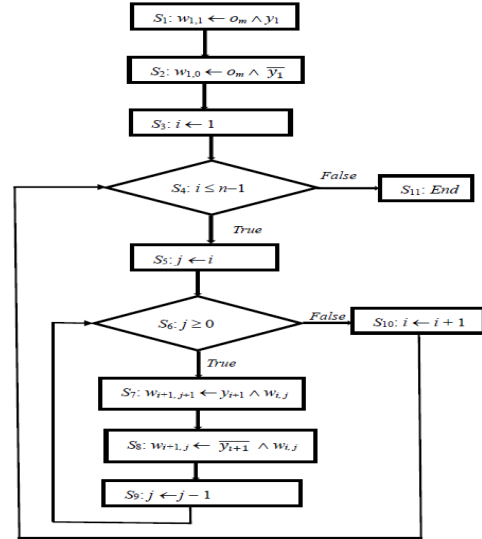 S₁: w₁,₁ ← oₘ ∧ y₁
S₂: w₁,₀ ← oₘ ∧ y̅₁̅
S₃: i ← 1
S₄: i ≤ n−1
False
S₁₁: End
True
S₅: j ← i
S₆: j ≥ 0
False
S₁₀: i ← i + 1
True
S₇: wᵢ₊₁,ⱼ₊₁ ← yᵢ₊₁ ∧ wᵢ,ⱼ
S₈: wᵢ₊₁,ⱼ ← y̅ᵢ̅₊̅₁̅ ∧ wᵢ,ⱼ
S₉: j ← j − 1